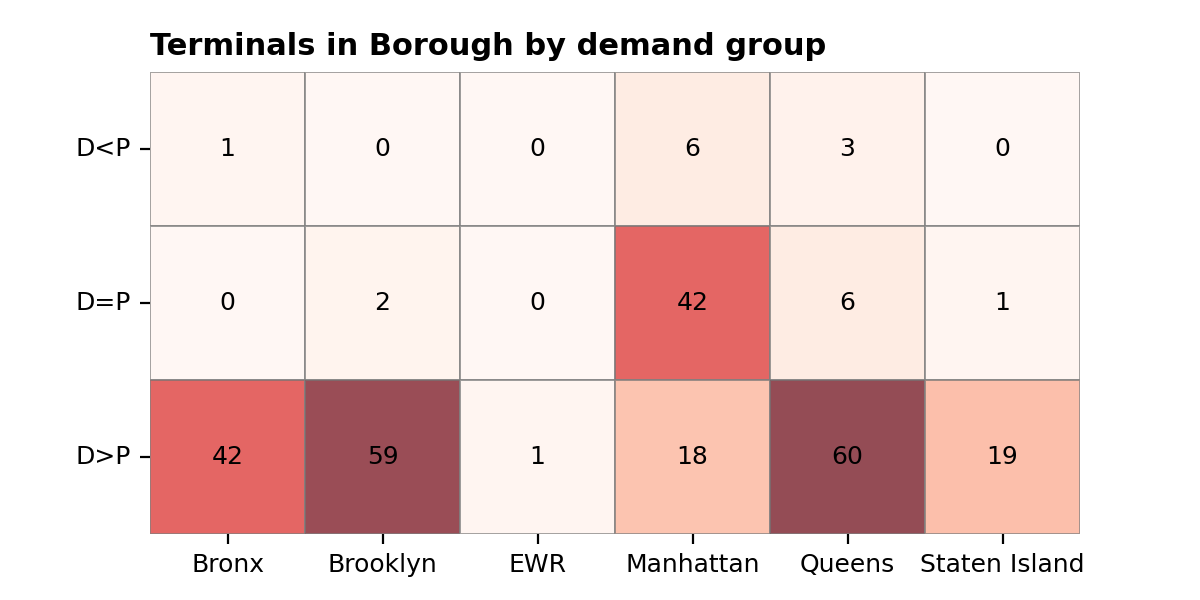 Terminals in Borough by demand group
D<P 1 0 0 6 3 0
D=P 0 2 0 42 6 1
D>P 42 59 1 18 60 19
Bronx Brooklyn EWR Manhattan Queens Staten Island